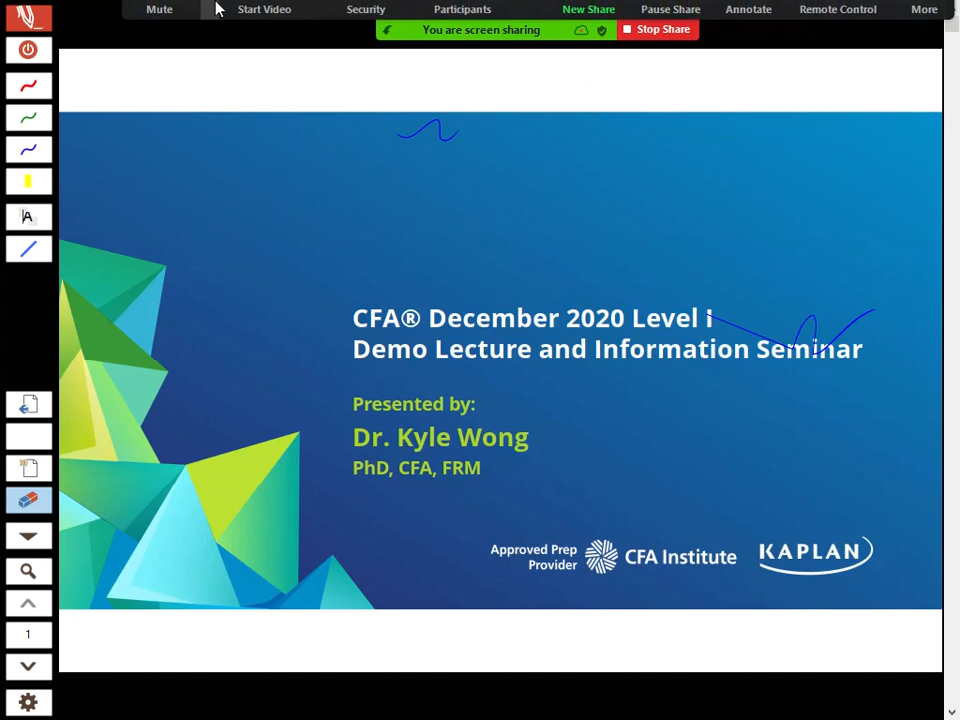 Mute Start Video Security Participants New Share Pause Share Annotate Remote Control More
You are screen sharing Stop Share
A
CFA® December 2020 Level I
Demo Lecture and Information Seminar
Presented by:
Dr. Kyle Wong
PhD, CFA, FRM
Approved Prep
Provider
CFA Institute
KAPLAN
1